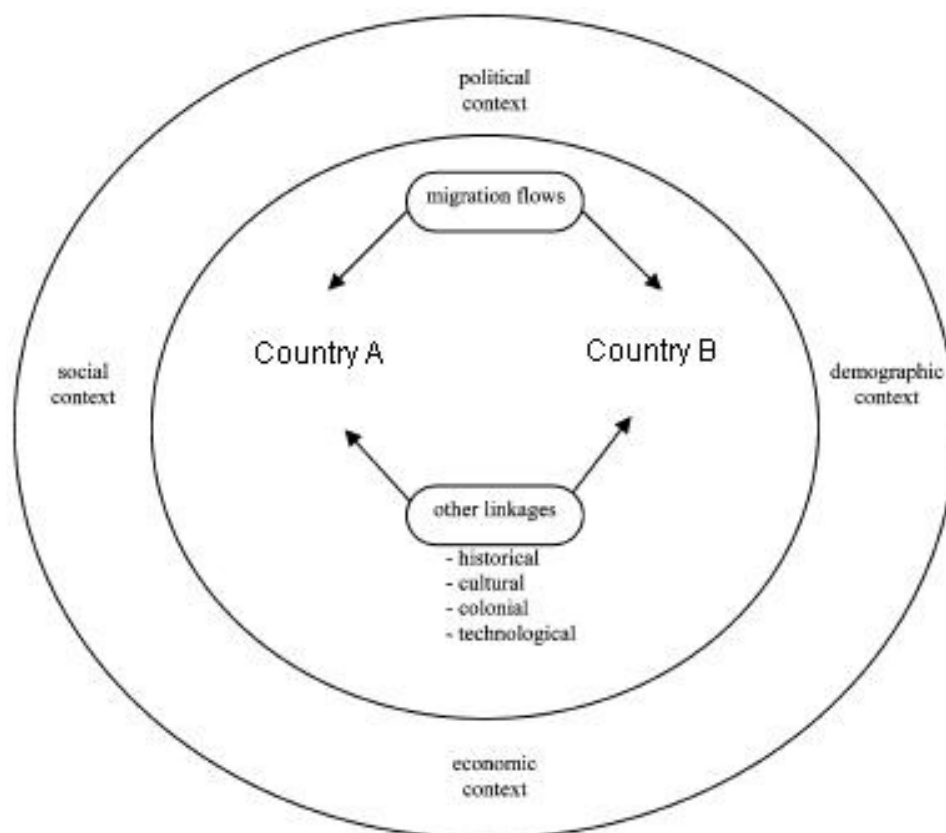 political
context
migration flows
Country A
Country B
social
context
demographic
context
other linkages
- historical
- cultural
- colonial
- technological
economic
context